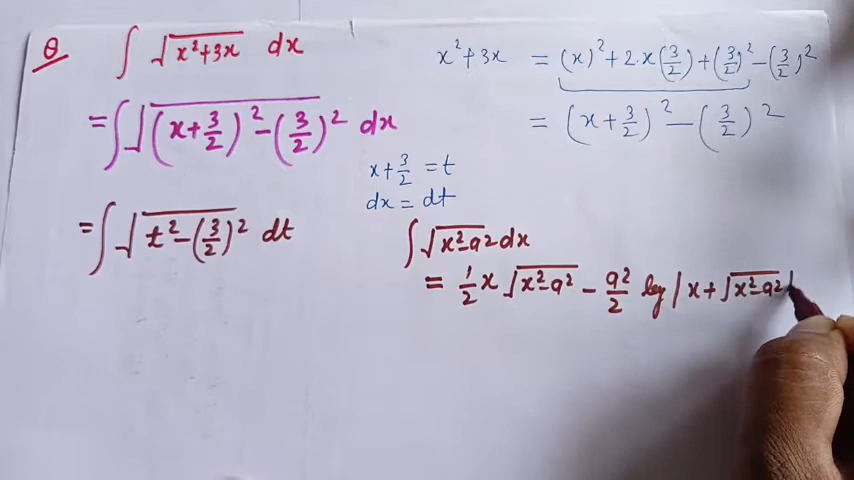 Q ∫ √x²+3x dx
x²+3x = (x)²+2·x(3/2)+(3/2)²-(3/2)²
= ∫ √(x+3/2)²-(3/2)² dx
= (x+3/2)²-(3/2)²
x+3/2 = t
dx = dt
= ∫ √t²-(3/2)² dt
∫ √x²-a² dx
= 1/2 x √x²-a² - a²/2 log |x+√x²-a²|